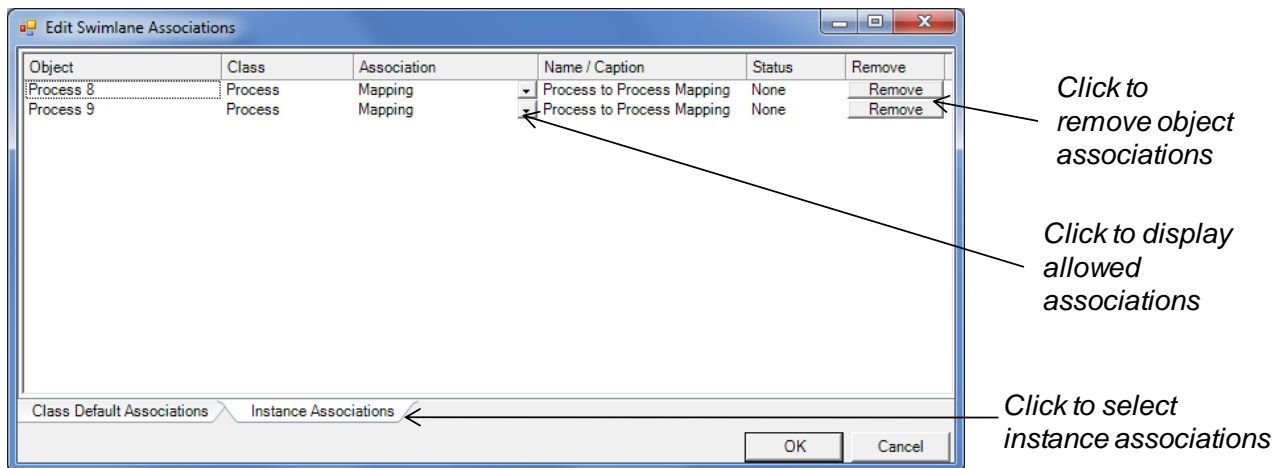 Edit Swimlane Associations
Object Class Association Name / Caption Status Remove
Process 8 Process Mapping Process to Process Mapping None Remove
Process 9 Process Mapping Process to Process Mapping None Remove
Click to
remove object
associations
Click to display
allowed
associations
Class Default Associations Instance Associations
Click to select
instance associations
OK Cancel